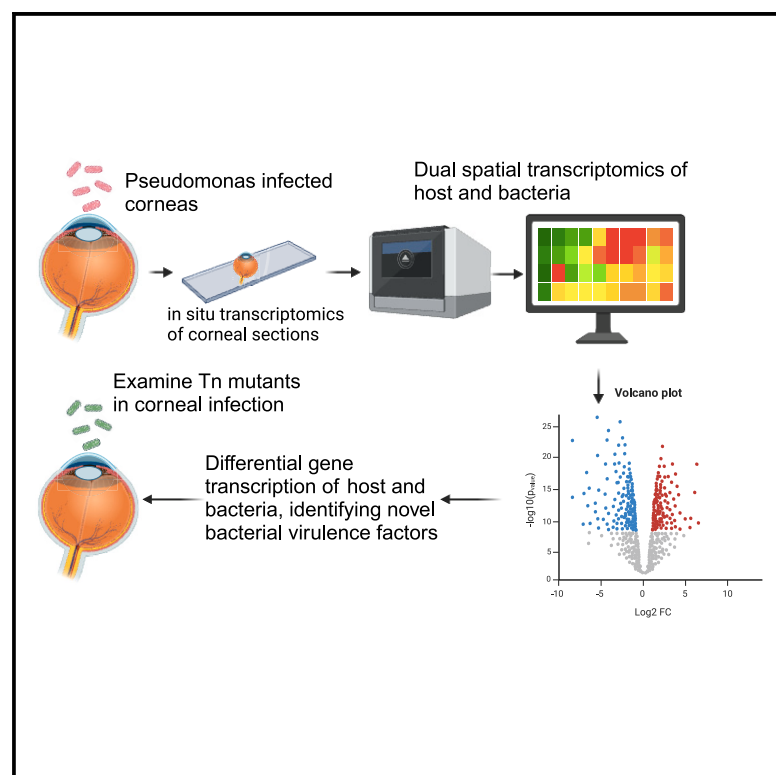 Pseudomonas infected
corneas
in situ transcriptomics
of corneal sections
Dual spatial transcriptomics of
host and bacteria
Volcano plot
25
20
15
10
5
0
-log10(pvalue)
-10
-5
0
5
10
Log2 FC
Differential gene
transcription of host and
bacteria, identifying novel
bacterial virulence factors
Examine Tn mutants
in corneal infection